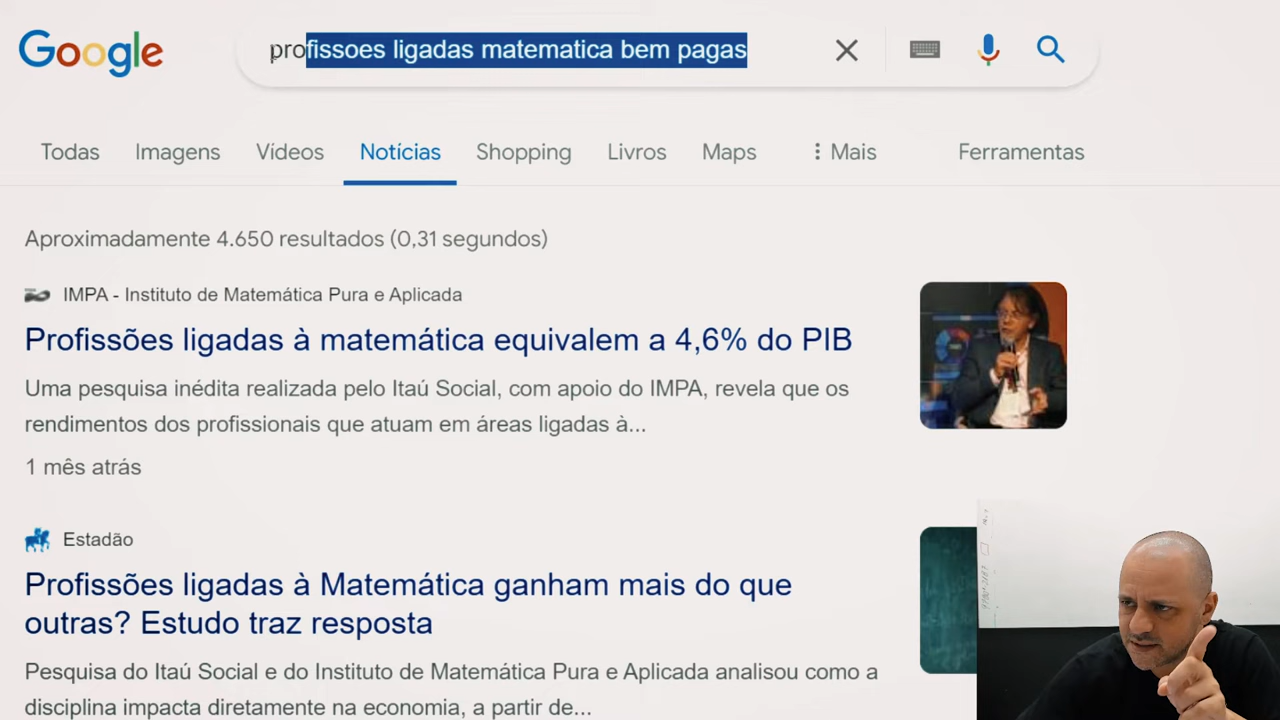 Google
profissoes ligadas matematica bem pagas
Todas Imagens Vídeos Notícias Shopping Livros Maps Mais Ferramentas
Aproximadamente 4.650 resultados (0,31 segundos)
IMPA - Instituto de Matemática Pura e Aplicada
Profissões ligadas à matemática equivalem a 4,6% do PIB
Uma pesquisa inédita realizada pelo Itaú Social, com apoio do IMPA, revela que os
rendimentos dos profissionais que atuam em áreas ligadas à...
1 mês atrás
Estadão
Profissões ligadas à Matemática ganham mais do que
outras? Estudo traz resposta
Pesquisa do Itaú Social e do Instituto de Matemática Pura e Aplicada analisou como a
disciplina impacta diretamente na economia, a partir de...